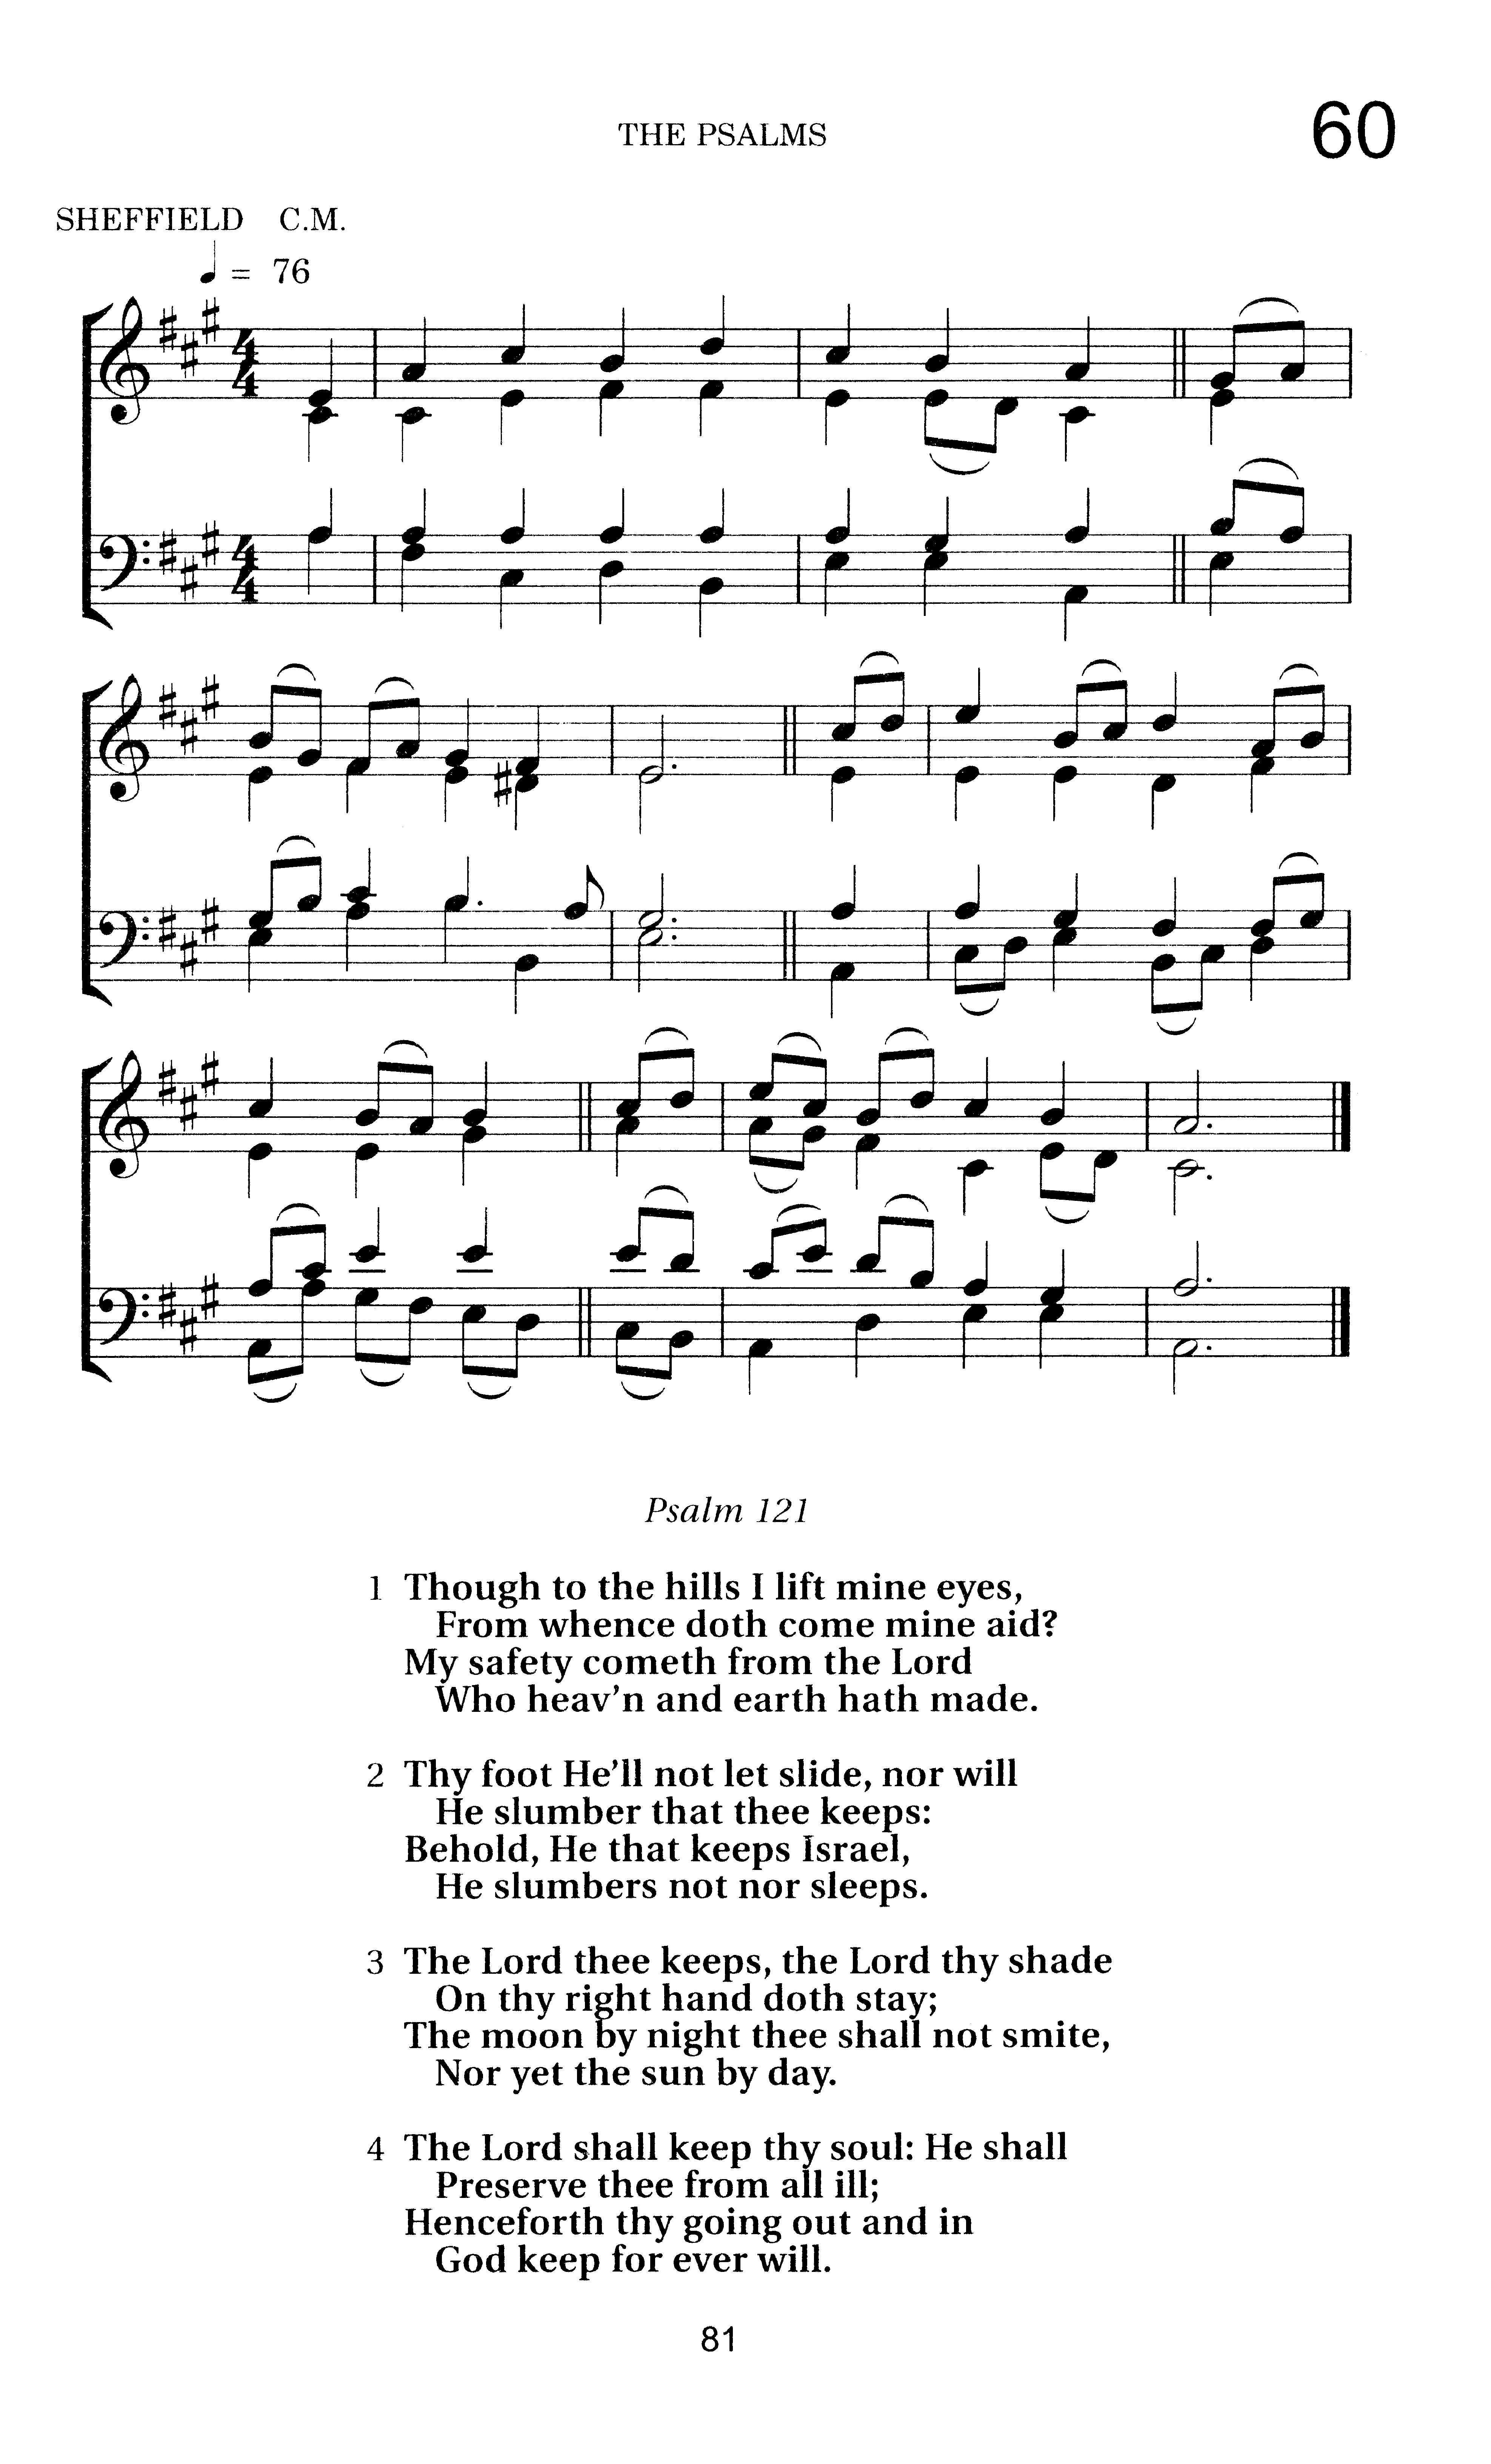 THE PSALMS
60
SHEFFIELD C.M.
♩ = 76
Psalm 121
1 Though to the hills I lift mine eyes,
From whence doth come mine aid?
My safety cometh from the Lord
Who heav’n and earth hath made.
2 Thy foot He’ll not let slide, nor will
He slumber that thee keeps:
Behold, He that keeps Israel,
He slumbers not nor sleeps.
3 The Lord thee keeps, the Lord thy shade
On thy right hand doth stay;
The moon by night thee shall not smite,
Nor yet the sun by day.
4 The Lord shall keep thy soul: He shall
Preserve thee from all ill;
Henceforth thy going out and in
God keep for ever will.
81